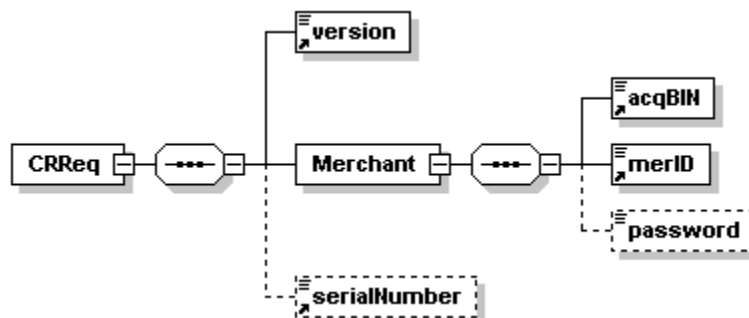 version
acqBIN
CRReq
Merchant
merID
password
serialNumber